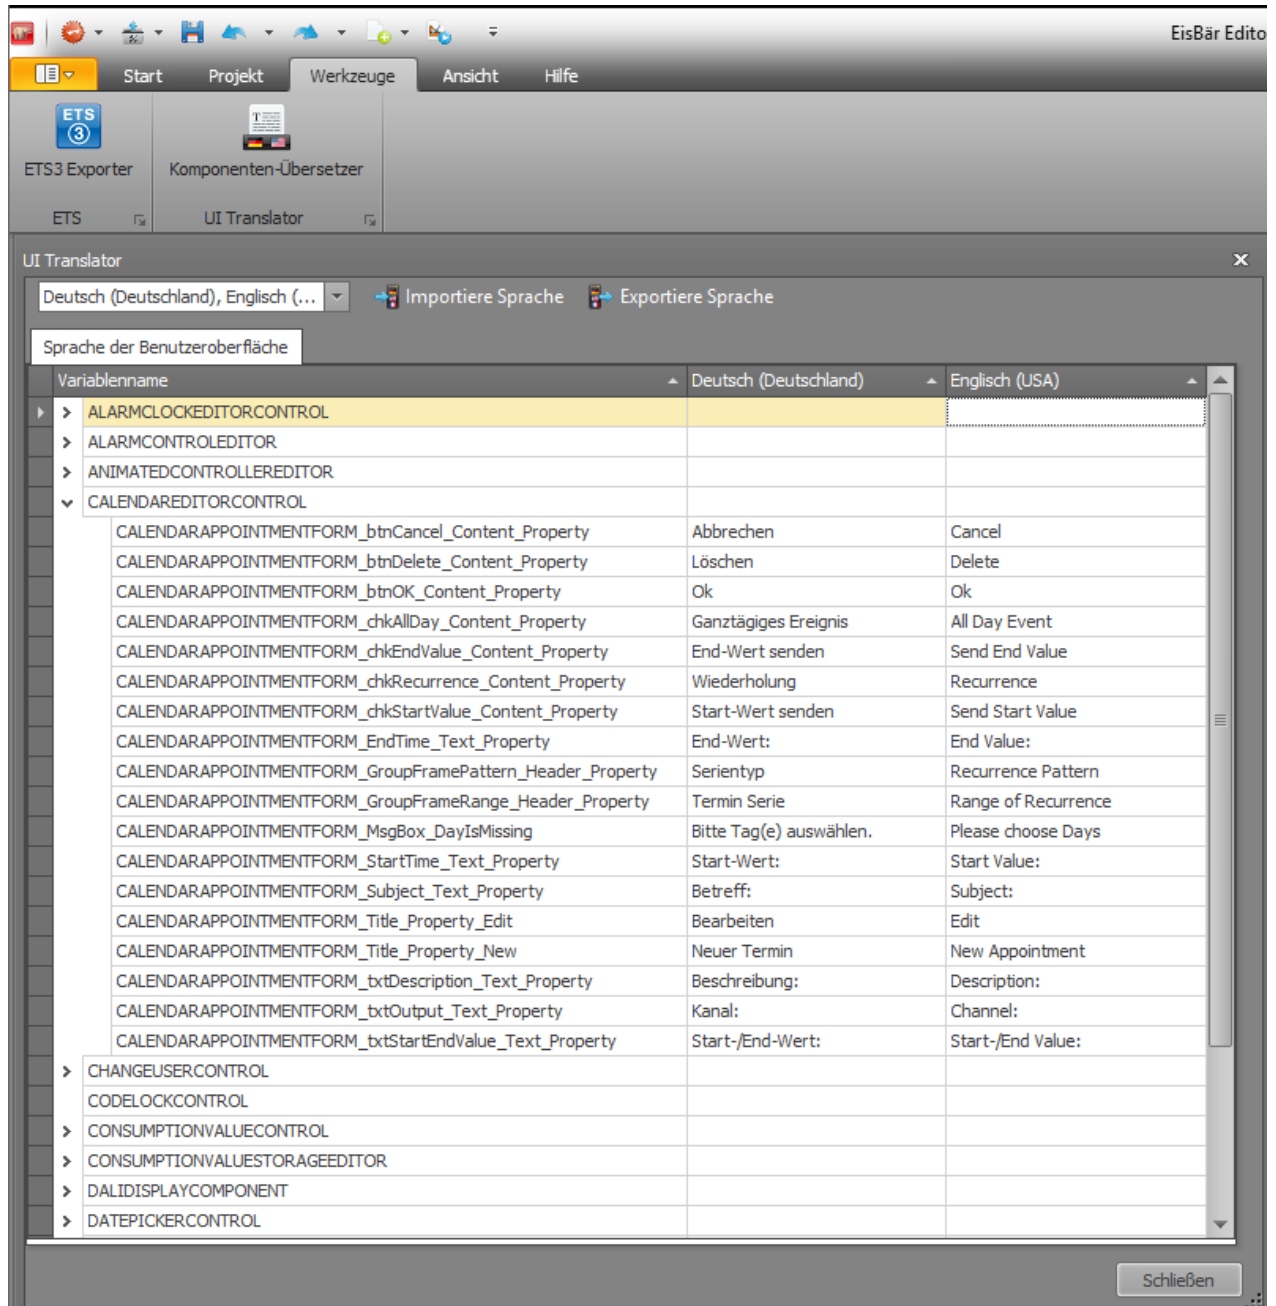 EisBär Edito
Start Projekt Werkzeuge Ansicht Hilfe
ETS
3
T
ETS3 Exporter Komponenten-Übersetzer
ETS UI Translator
UI Translator
Deutsch (Deutschland), Englisch (... Importiere Sprache Exportiere Sprache
Sprache der Benutzeroberfläche
Variablenname Deutsch (Deutschland) Englisch (USA)
ALARMCLOCKEDITORCONTROL
ALARMCONTROLEDITOR
ANIMATEDCONTROLLEREDITOR
CALENDAREDITORCONTROL
CALENDARAPPOINTMENTFORM_btnCancel_Content_Property Abbrechen Cancel
CALENDARAPPOINTMENTFORM_btnDelete_Content_Property Löschen Delete
CALENDARAPPOINTMENTFORM_btnOK_Content_Property Ok Ok
CALENDARAPPOINTMENTFORM_chkAllDay_Content_Property Ganztägiges Ereignis All Day Event
CALENDARAPPOINTMENTFORM_chkEndValue_Content_Property End-Wert senden Send End Value
CALENDARAPPOINTMENTFORM_chkRecurrence_Content_Property Wiederholung Recurrence
CALENDARAPPOINTMENTFORM_chkStartValue_Content_Property Start-Wert senden Send Start Value
CALENDARAPPOINTMENTFORM_EndTime_Text_Property End-Wert: End Value:
CALENDARAPPOINTMENTFORM_GroupFramePattern_Header_Property Serientyp Recurrence Pattern
CALENDARAPPOINTMENTFORM_GroupFrameRange_Header_Property Termin Serie Range of Recurrence
CALENDARAPPOINTMENTFORM_MsgBox_DayIsMissing Bitte Tag(e) auswählen. Please choose Days
CALENDARAPPOINTMENTFORM_StartTime_Text_Property Start-Wert: Start Value:
CALENDARAPPOINTMENTFORM_Subject_Text_Property Betreff: Subject:
CALENDARAPPOINTMENTFORM_Title_Property_Edit Bearbeiten Edit
CALENDARAPPOINTMENTFORM_Title_Property_New Neuer Termin New Appointment
CALENDARAPPOINTMENTFORM_txtDescription_Text_Property Beschreibung: Description:
CALENDARAPPOINTMENTFORM_txtOutput_Text_Property Kanal: Channel:
CALENDARAPPOINTMENTFORM_txtStartEndValue_Text_Property Start-/End-Wert: Start-/End Value:
CHANGEUSERCONTROL
CODELOCKCONTROL
CONSUMPTIONVALUECONTROL
CONSUMPTIONVALUESTORAGEEDITOR
DALIDISPLAYCOMPONENT
DATEPICKERCONTROL
Schließen